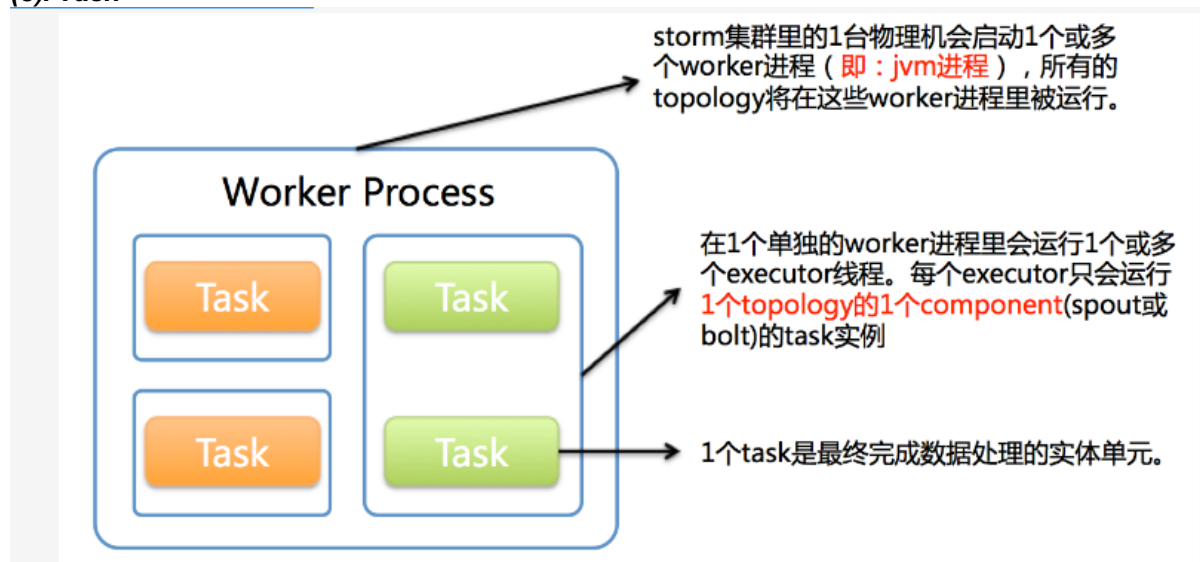 storm集群里的1台物理机会启动1个或多
个worker进程（即：jvm进程），所有的
topology将在这些worker进程里被运行。
Worker Process
Task
Task
在1个单独的worker进程里会运行1个或多
个executor线程。每个executor只会运行
1个topology的1个component(spout或
bolt)的task实例
Task
Task
1个task是最终完成数据处理的实体单元。